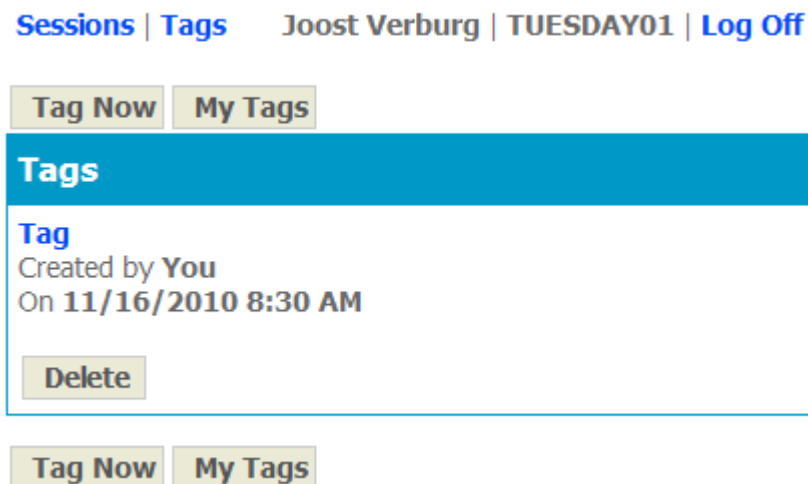 Sessions | Tags Joost Verburg | TUESDAY01 | Log Off
Tag Now My Tags
Tags
Tag
Created by You
On 11/16/2010 8:30 AM
Delete
Tag Now My Tags